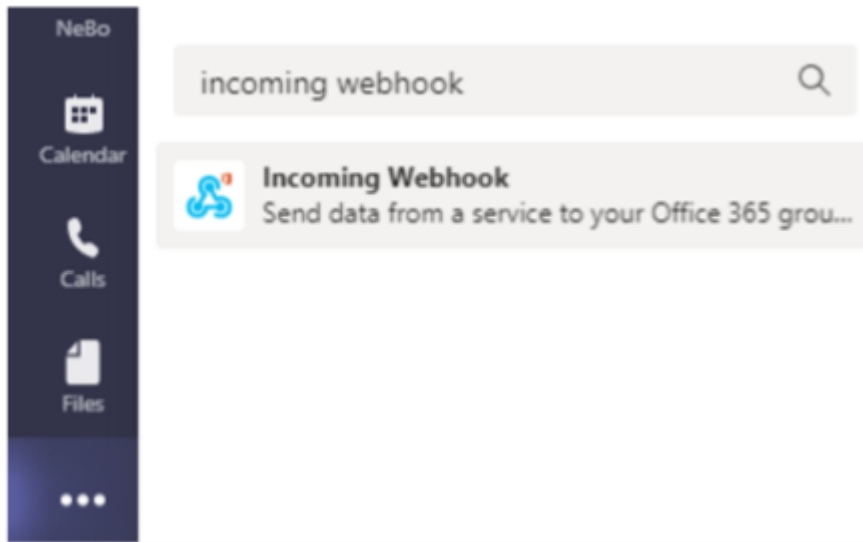 NeBo
Calendar
Calls
Files
incoming webhook
Incoming Webhook
Send data from a service to your Office 365 grou...